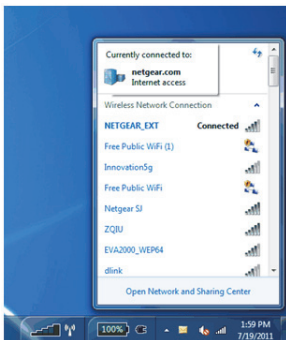 Currently connected to:
netgear.com
Internet access
Wireless Network Connection
NETGEAR_EXT Connected
Free Public WiFi (1)
Innovation5g
Free Public WiFi
Netgear SJ
ZQIU
EVA2000_WEP64
dlink
Open Network and Sharing Center
100%
1:59 PM
7/19/2011